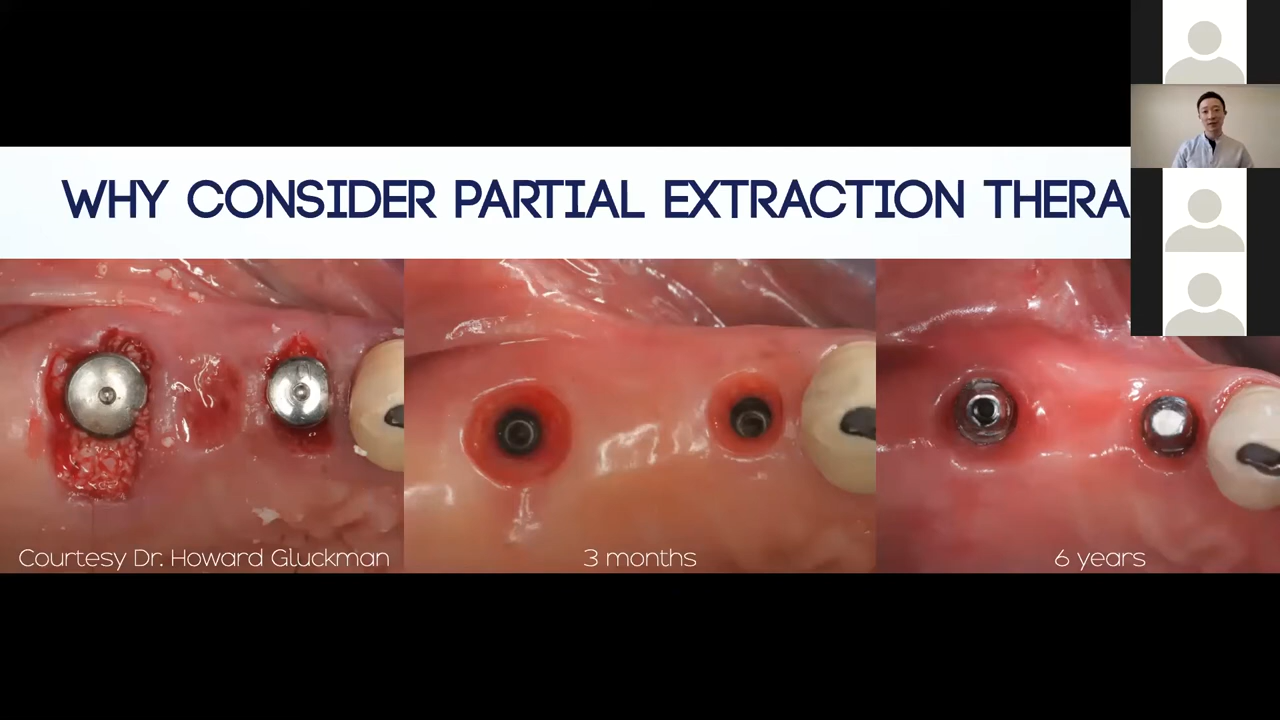 WHY CONSIDER PARTIAL EXTRACTION THERA
Courtesy Dr. Howard Gluckman
3 months
6 years